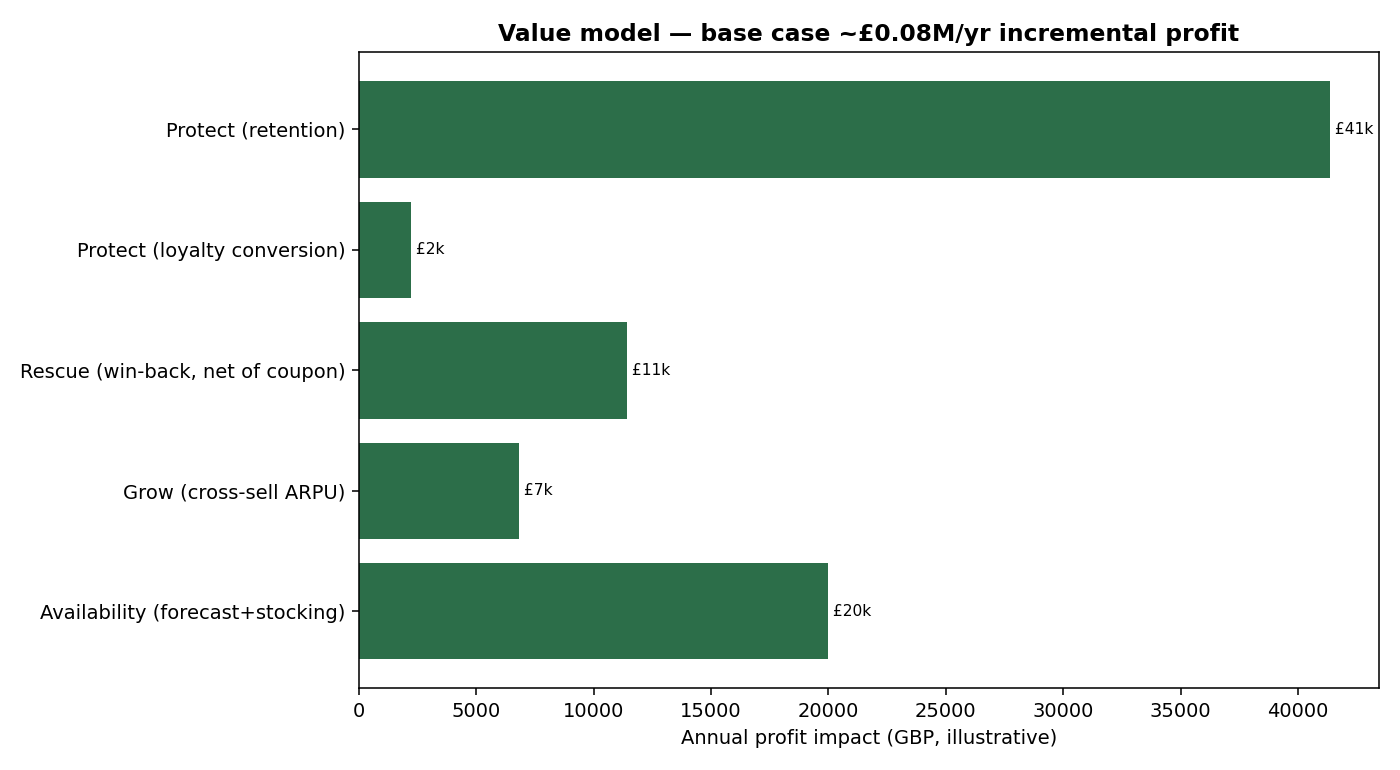 Value model — base case ~£0.08M/yr incremental profit
Protect (retention)
£41k
Protect (loyalty conversion)
£2k
Rescue (win-back, net of coupon)
£11k
Grow (cross-sell ARPU)
£7k
Availability (forecast+stocking)
£20k
0 5000 10000 15000 20000 25000 30000 35000 40000
Annual profit impact (GBP, illustrative)